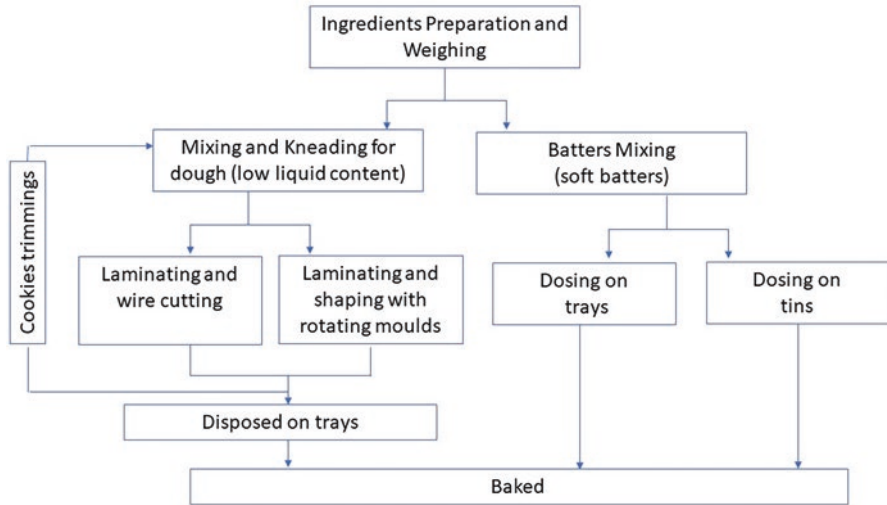 Ingredients Preparation and
Weighing
Mixing and Kneading for
dough (low liquid content)
Batters Mixing
(soft batters)
Cookies trimmings
Laminating and
wire cutting
Laminating and
shaping with
rotating moulds
Dosing on
trays
Dosing on
tins
Disposed on trays
Baked